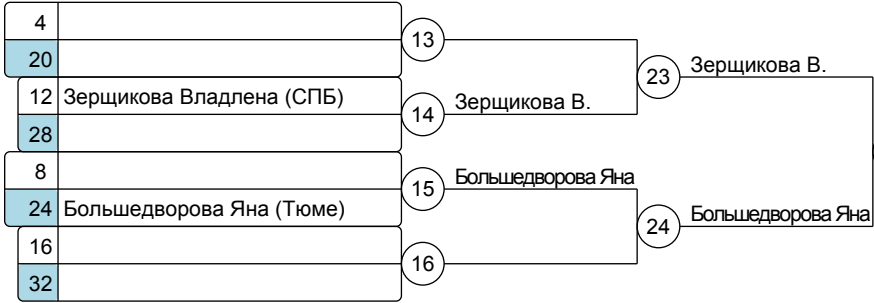 4
13
20
23 Зерщикова В.
12 Зерщикова Владлена (СПБ)
14 Зерщикова В.
28
8
15 Большедворова Яна
24 Большедворова Яна (Тюме)
24 Большедворова Яна
16
16
32